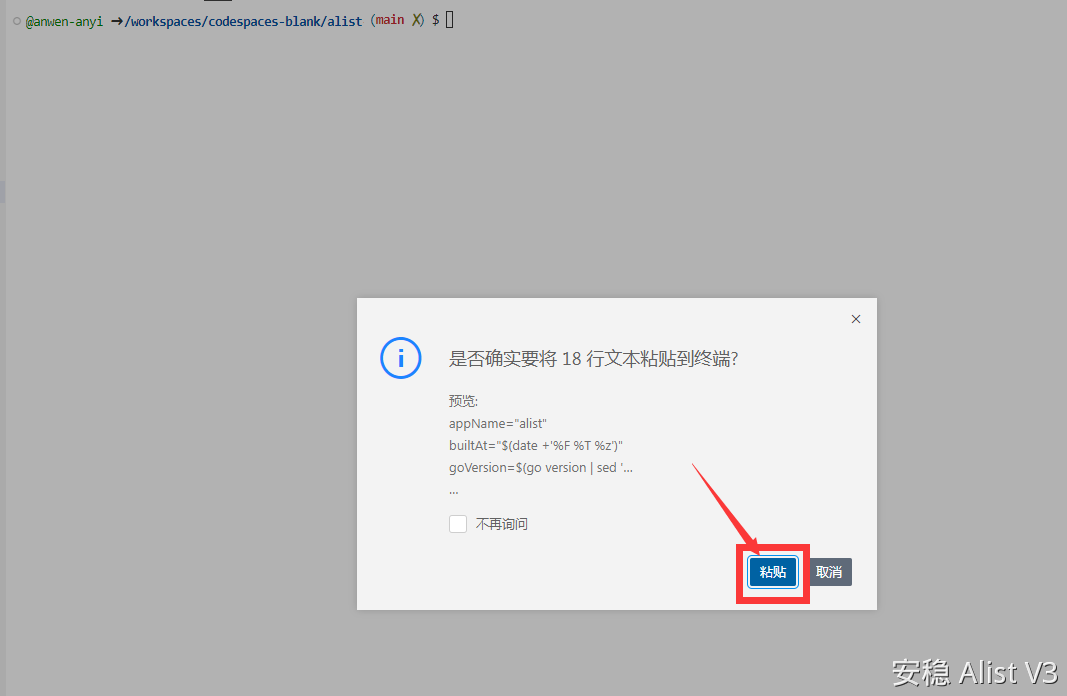 @anwen-anyi ➜/workspaces/codespaces-blank/alist (main ✗) $
是否确实要将 18 行文本粘贴到终端?
预览:
appName="alist"
builtAt="$(date +'%F %T %z')"
goVersion=$(go version | sed '...
...
不再询问
粘贴 取消
安稳 Alist V3